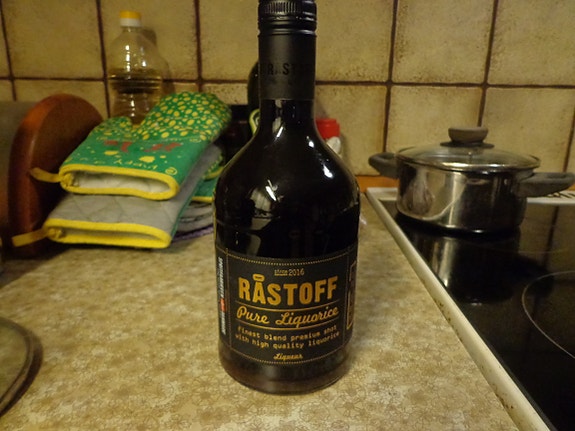 since 2016
RÅSTOFF
Pure Liquorice
Finest blend premium shot
with high quality liquorice
Liqueur